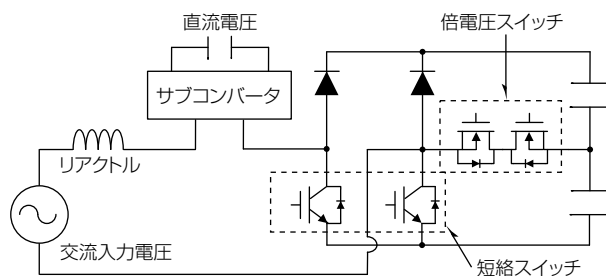 直流電圧
倍電圧スイッチ
サブコンバータ
リアクトル
交流入力電圧
短絡スイッチ